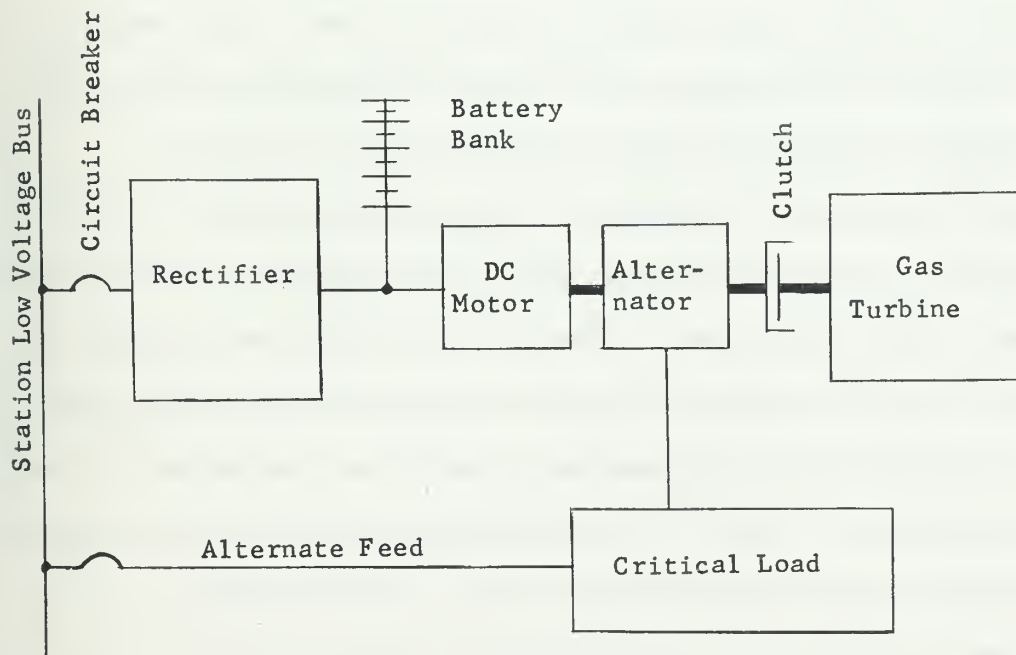 Station Low Voltage Bus
Circuit Breaker
Battery
Bank
Clutch
Rectifier
DC
Motor
Alter-
nator
Gas
Turbine
Alternate Feed
Critical Load